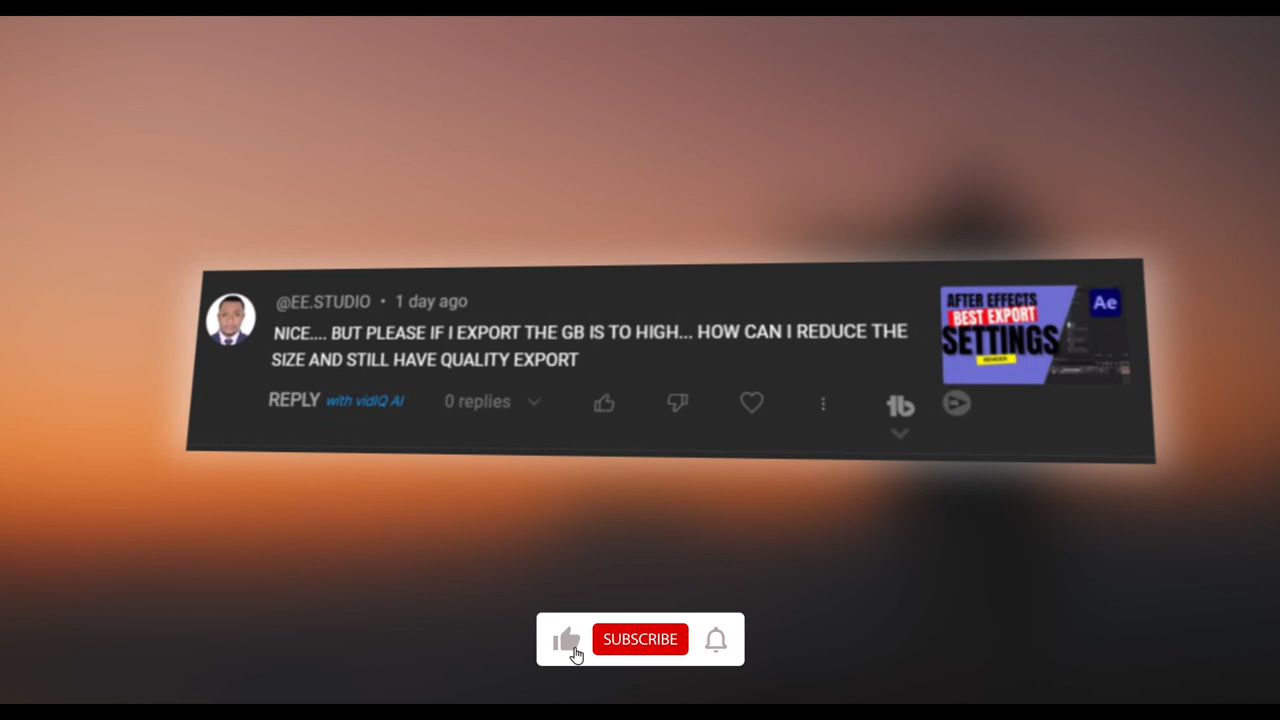 @EE.STUDIO • 1 day ago
NICE.... BUT PLEASE IF I EXPORT THE GB IS TO HIGH... HOW CAN I REDUCE THE
SIZE AND STILL HAVE QUALITY EXPORT
REPLY with vidIQ AI 0 replies
AFTER EFFECTS
BEST EXPORT
SETTINGS
Ae
tb
SUBSCRIBE